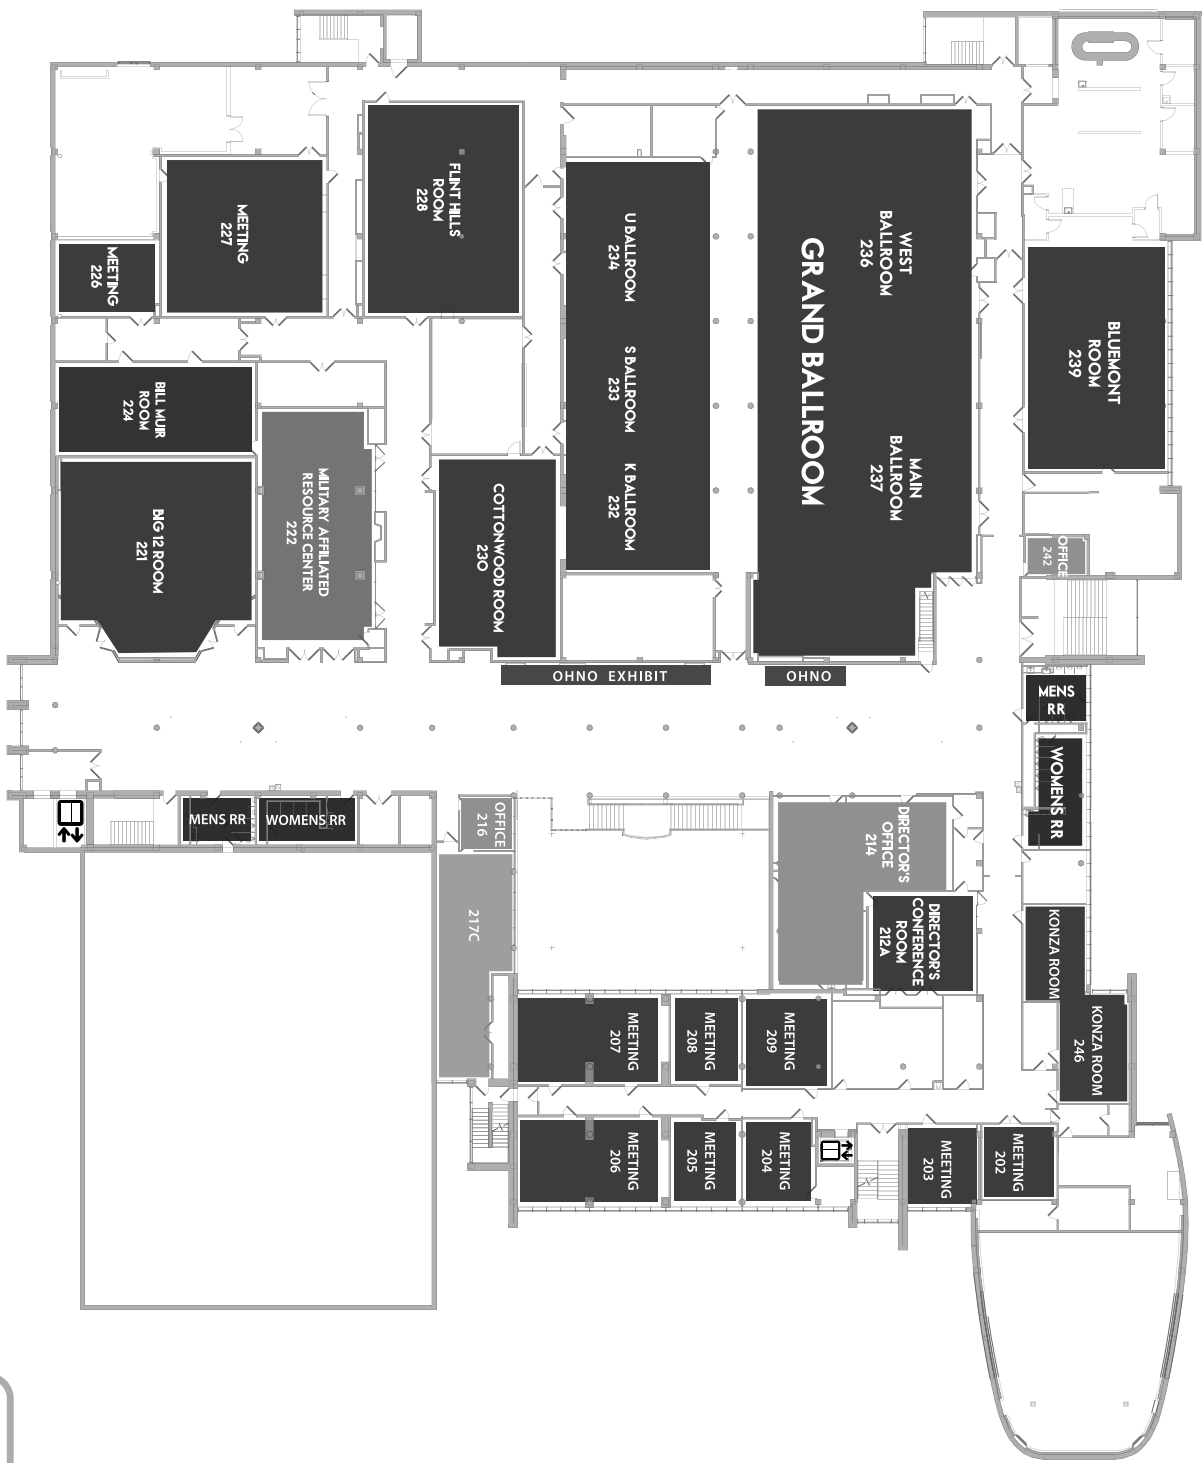 MEETING
227
MEETING
226
FLINT HILLS
ROOM
228
U BALLROOM
234
S BALLROOM
233
K BALLROOM
232
WEST
BALLROOM
236
GRAND BALLROOM
MAIN
BALLROOM
237
BLUEMONT
ROOM
239
BILL MUIR
ROOM
224
BIG 12 ROOM
221
MILITARY AFFILIATED
RESOURCE CENTER
222
COTTONWOOD ROOM
230
OFFICE
242
OHNO EXHIBIT
OHNO
MENS
RR
WOMENS RR
MENS RR
WOMENS RR
OFFICE
216
217C
DIRECTOR'S
OFFICE
214
DIRECTOR'S
CONFERENCE
ROOM
212A
KONZA ROOM
KONZA ROOM
246
MEETING
207
MEETING
208
MEETING
209
MEETING
206
MEETING
205
MEETING
204
MEETING
203
MEETING
202